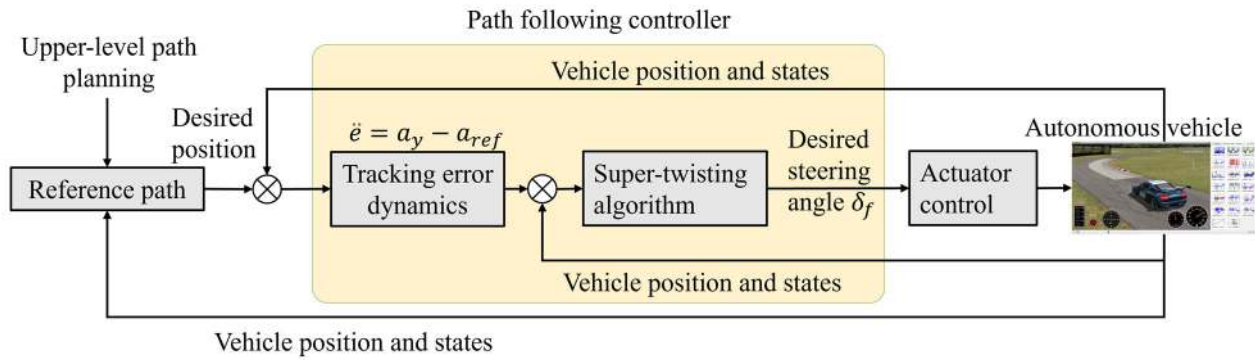 Path following controller
Upper-level path
planning
Vehicle position and states
Desired
position
ë = a_y − a_ref
Desired
steering
angle δ_f
Autonomous vehicle
Reference path
Tracking error
dynamics
Super-twisting
algorithm
Actuator
control
Vehicle position and states
Vehicle position and states